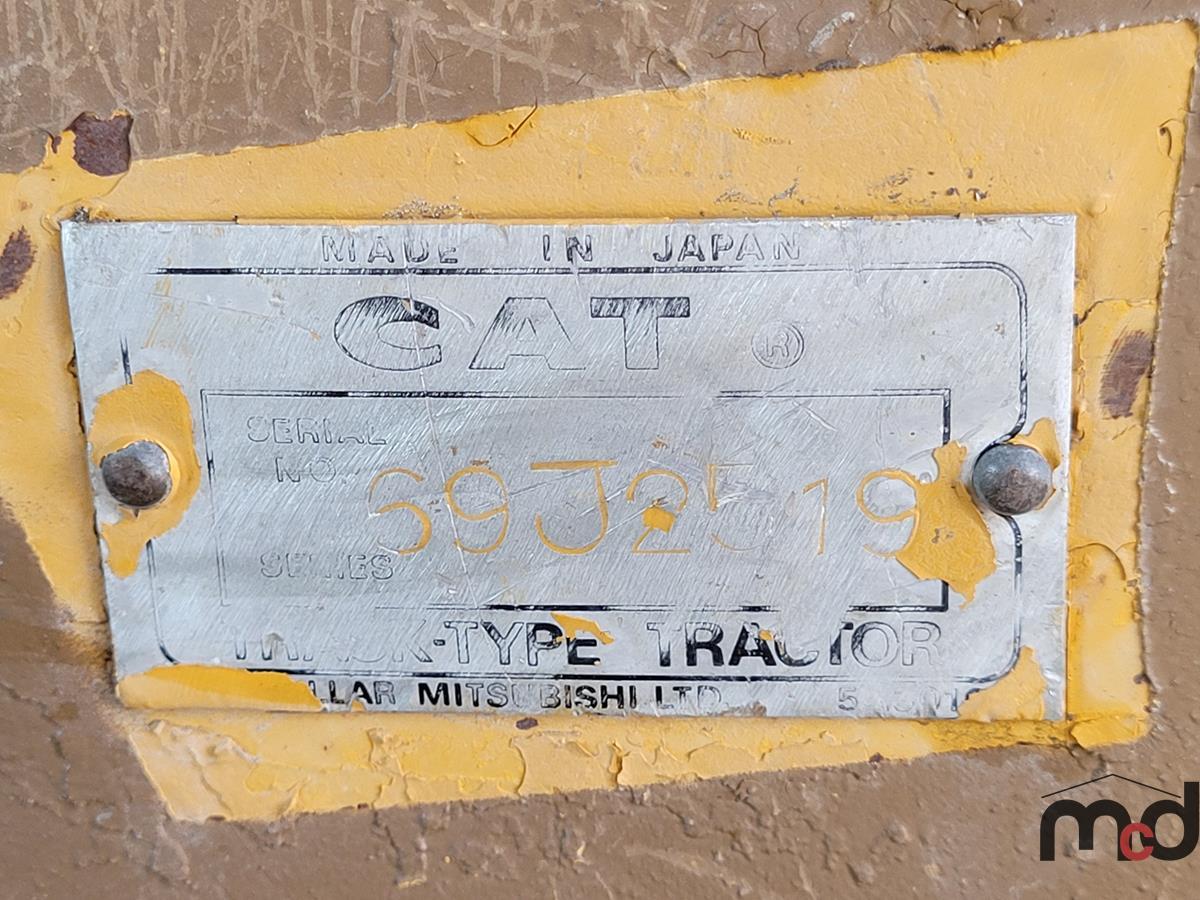 MADE IN JAPAN
CAT ®
SERIAL
NO.
69J2519
SERIES
TRACK-TYPE TRACTOR
LLAR MITSUBISHI LTD.
mcd